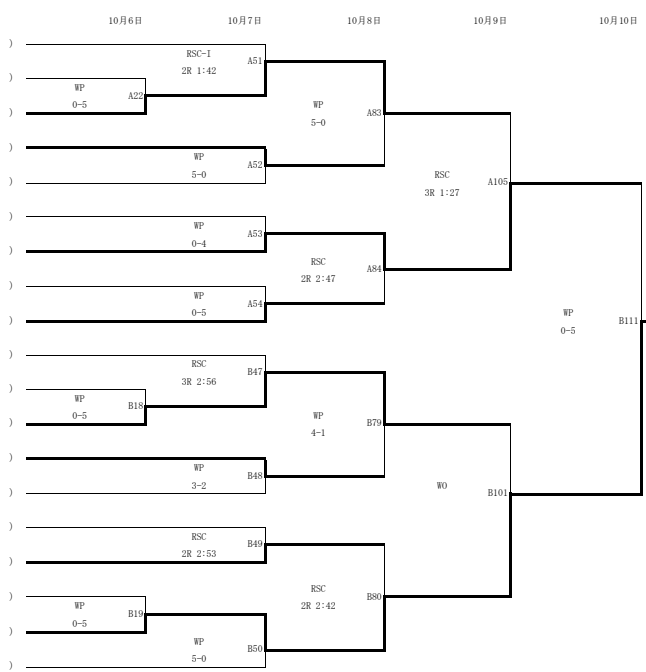 10月6日 10月7日 10月8日 10月9日 10月10日
)
RSC-I
A51
2R 1:42
)
WP
A22
0-5
)
WP
A83
5-0
)
WP
A52
5-0
)
RSC
A105
3R 1:27
)
WP
A53
0-4
)
RSC
A84
2R 2:47
)
WP
A54
0-5
)
WP
B111
0-5
)
RSC
B47
3R 2:56
)
WP
B18
0-5
)
WP
B79
4-1
)
WP
B48
3-2
)
WO
B101
)
RSC
B49
2R 2:53
)
RSC
B80
2R 2:42
)
WP
B19
0-5
)
WP
B50
5-0
)